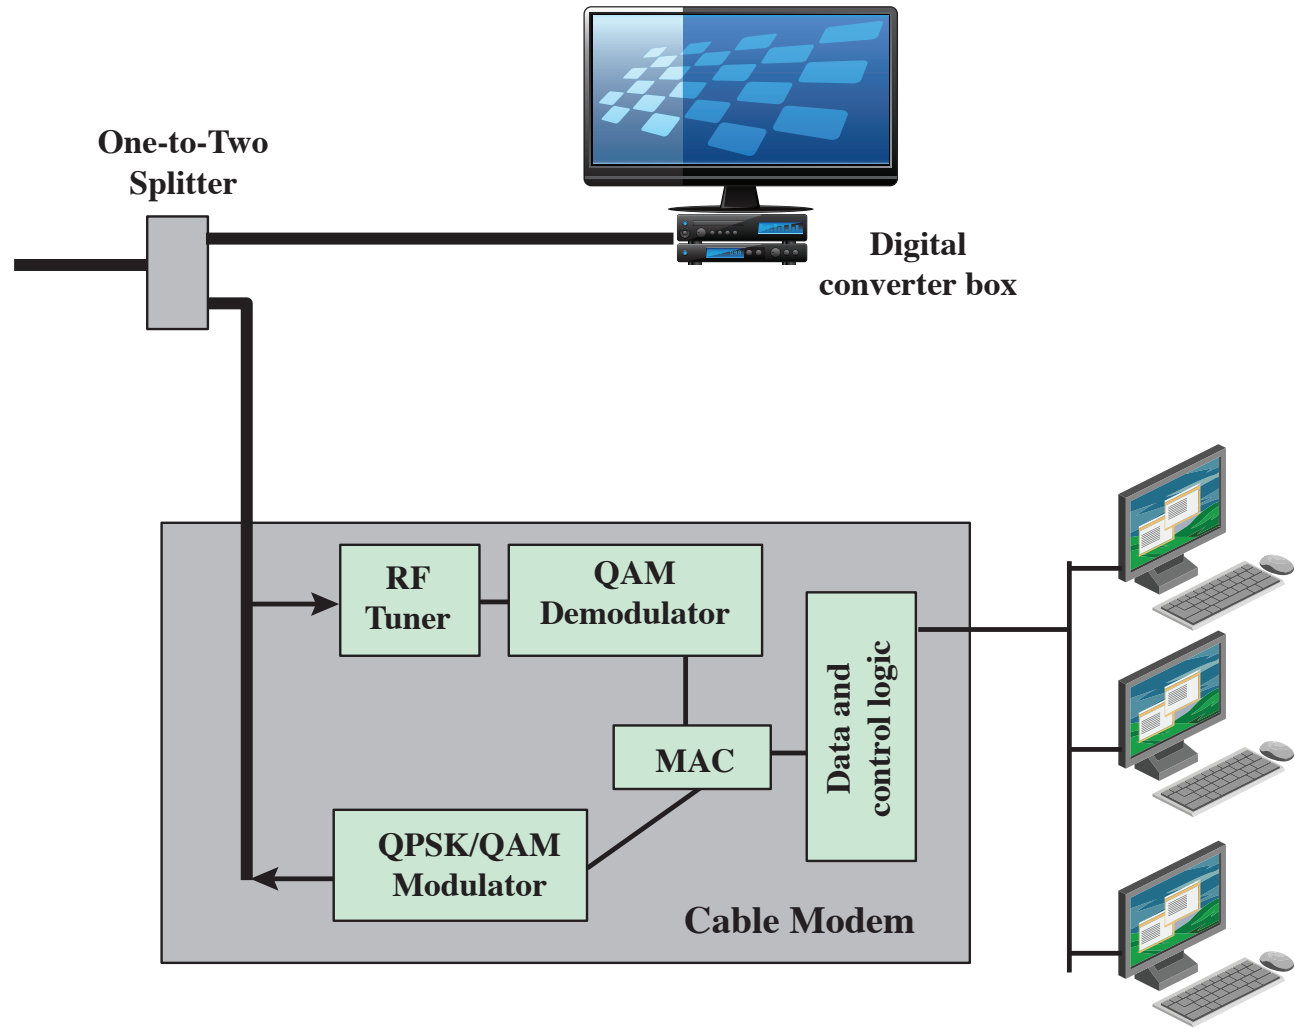 One-to-Two
Splitter
Digital
converter box
RF
Tuner
QAM
Demodulator
Data and
control logic
MAC
QPSK/QAM
Modulator
Cable Modem